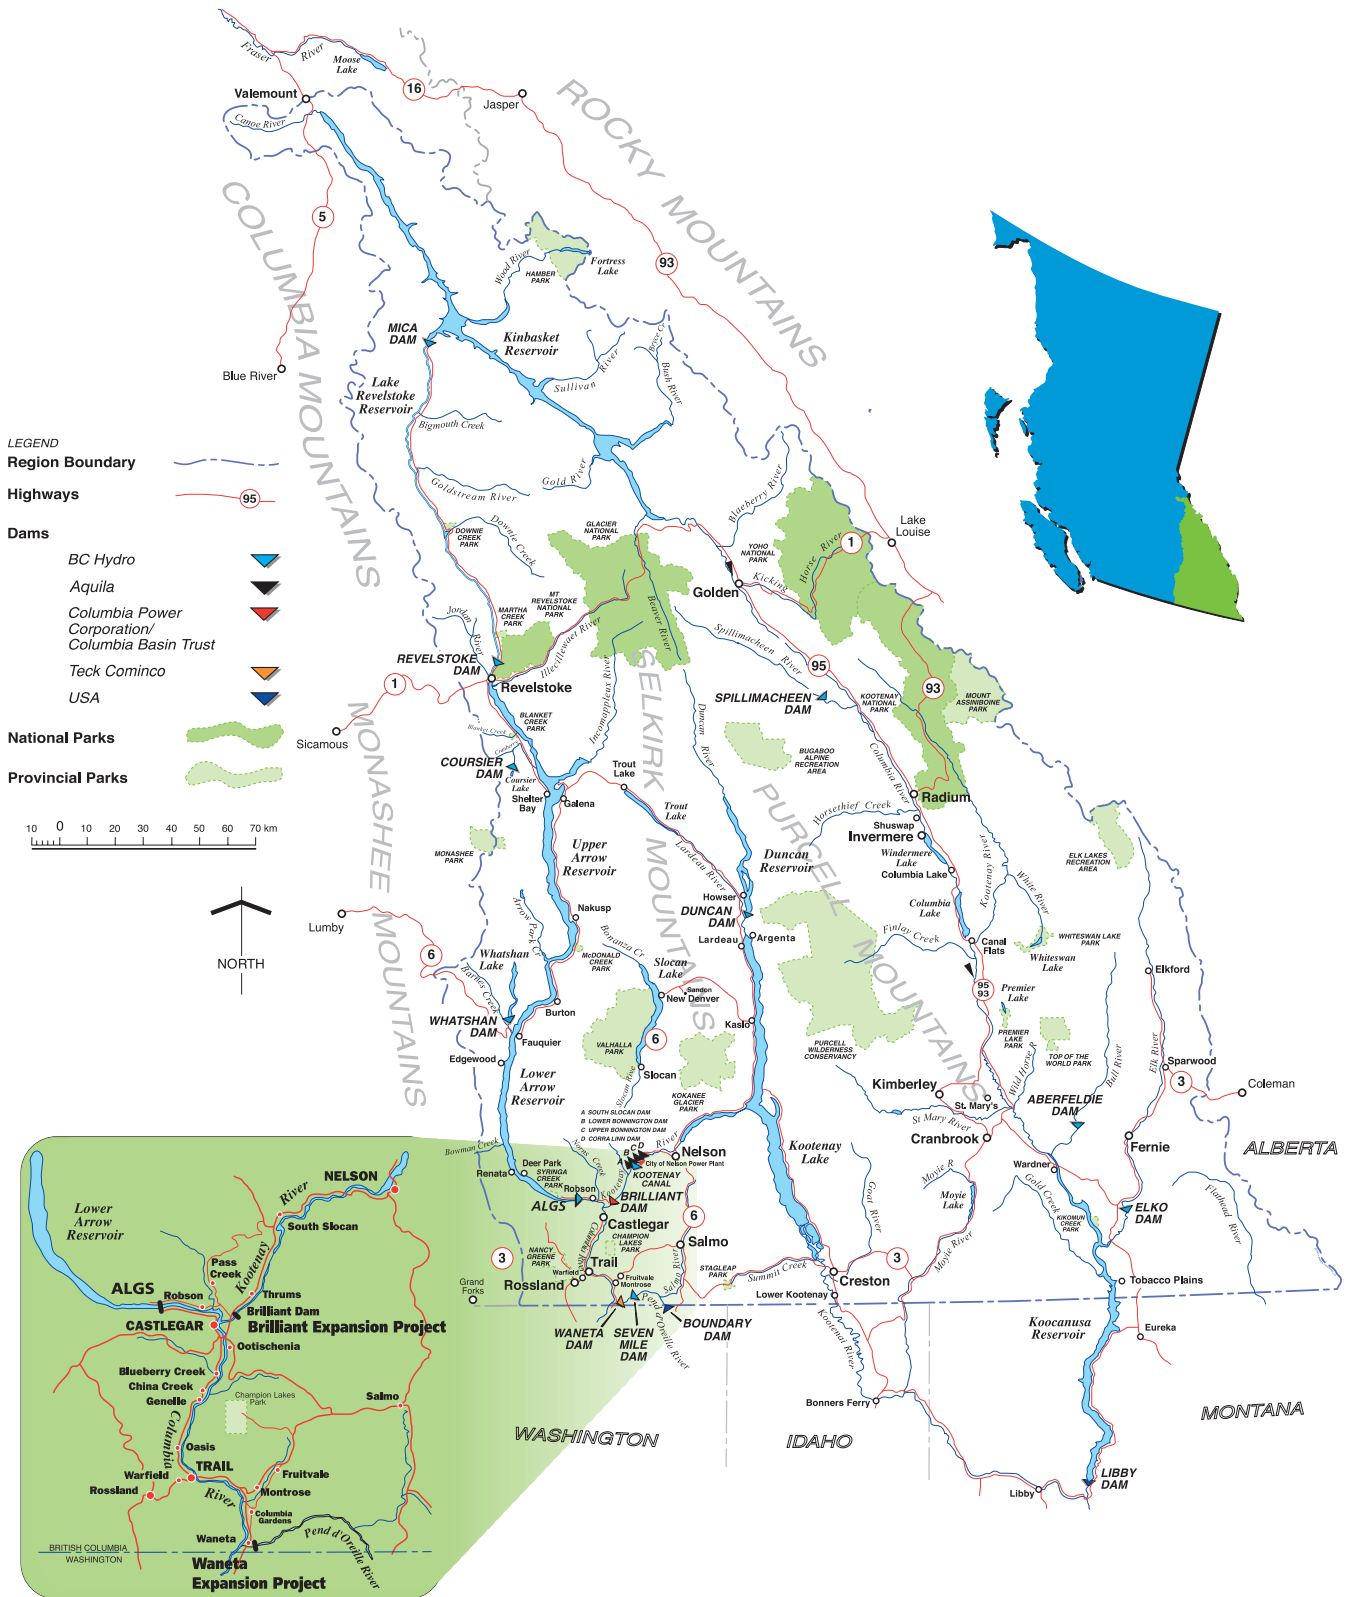 Fraser
River
Moose
Lake
16
Jasper
Valemount
Canoe River
ROCKY MOUNTAINS
5
COLUMBIA MOUNTAINS
93
Wood River
HAMBER
PARK
Fortress
Lake
MICA
DAM
Kinbasket
Reservoir
Blue River
Lake
Revelstoke
Reservoir
Sullivan
River
Bryce Cr
Bush River
Bigmouth Creek
LEGEND
Region Boundary
Highways
95
Dams
BC Hydro
Aquila
Columbia Power
Corporation/
Columbia Basin Trust
Teck Cominco
USA
National Parks
Provincial Parks
10
0
10
20
30
40
50
60
70 km
NORTH
Goldstream River
Gold River
Blaeberry River
DOWNIE
CREEK
PARK
Downie Creek
GLACIER
NATIONAL
PARK
YOHO
NATIONAL
PARK
Kicking
Horse River
1
Lake
Louise
Golden
MT
REVELSTOKE
NATIONAL
PARK
MARTHA
CREEK
PARK
Jordan
River
Illecillewaet River
Beaver River
Spillimacheen
River
REVELSTOKE
DAM
Revelstoke
1
Sicamous
95
93
KOOTENAY
NATIONAL
PARK
MOUNT
ASSINIBOINE
PARK
SPILLIMACHEEN
DAM
SELKIRK MOUNTAINS
Incomappleux River
Duncan
River
BLANKET
CREEK
PARK
Blanket Creek
Cranberry
COURSIER
DAM
Coursier
Lake
BUGABOO
ALPINE
RECREATION
AREA
Columbia River
MONASHEE MOUNTAINS
PURCELL MOUNTAINS
Trout
Lake
Shelter
Bay
Galena
Trout
Lake
Radium
Horsethief Creek
Shuswap
Invermere
Windermere
Lake
Columbia Lake
Columbia
Lake
MONASHEE
PARK
Upper
Arrow
Reservoir
Lardeau River
Duncan
Reservoir
Kootenay River
White River
ELK LAKES
RECREATION
AREA
Lumby
6
Howser
DUNCAN
DAM
Lardeau
Argenta
Nakusp
Arrow Park Cr
Bonanza Cr
McDONALD
CREEK
PARK
Whatshan
Lake
Barnes Creek
Slocan
Lake
Sandon
New Denver
Finlay Creek
Canal
Flats
WHITESWAN LAKE
PARK
Whiteswan
Lake
Elkford
95
93
Premier
Lake
Burton
WHATSHAN
DAM
Fauquier
Kaslo
PREMIER
LAKE
PARK
TOP OF THE
WORLD PARK
Edgewood
VALHALLA
PARK
6
PURCELL
WILDERNESS
CONSERVANCY
Wild Horse R
Bull River
Elk River
Sparwood
3
Coleman
Lower
Arrow
Reservoir
Slocan
Slocan River
KOKANEE
GLACIER
PARK
Kimberley
St. Mary's
ABERFELDIE
DAM
A SOUTH SLOCAN DAM
B LOWER BONNINGTON DAM
C UPPER BONNINGTON DAM
D CORRA LINN DAM
St Mary River
Cranbrook
Fernie
ALBERTA
Bowman Creek
Norns Creek
A
B
C
D
River
Nelson
City of Nelson Power Plant
Kootenay
Lake
Moyie R
Wardner
Renata
Deer Park
SYRINGA
CREEK
PARK
Robson
ALGS
Kootenay
KOOTENAY
CANAL
BRILLIANT
DAM
Castlegar
Goat River
Moyie
Lake
Gold Creek
KIKOMUN
CREEK
PARK
ELKO
DAM
Flathead River
Columbia River
CHAMPION
LAKES
PARK
6
Salmo
3
NANCY
GREENE
PARK
Trail
Warfield
Rossland
Fruitvale
Montrose
Salmo River
STAGLEAP
PARK
Summit Creek
3
Creston
Moyie River
Grand
Forks
Lower Kootenay
Tobacco Plains
Pend d'Oreille River
WANETA
DAM
SEVEN
MILE
DAM
BOUNDARY
DAM
Kootenai River
Koocanusa
Reservoir
Eureka
WASHINGTON
IDAHO
MONTANA
Bonners Ferry
Libby
LIBBY
DAM
Lower
Arrow
Reservoir
NELSON
River
South Slocan
Kootenay
Pass
Creek
ALGS
Robson
Thrums
Brilliant Dam
Brilliant Expansion Project
CASTLEGAR
Ootischenia
Blueberry Creek
China Creek
Genelle
Champion Lakes
Park
Salmo
Columbia
River
Oasis
Warfield
TRAIL
Rossland
Fruitvale
Montrose
Columbia
Gardens
Waneta
Pend d'Oreille River
BRITISH COLUMBIA
WASHINGTON
Waneta
Expansion Project